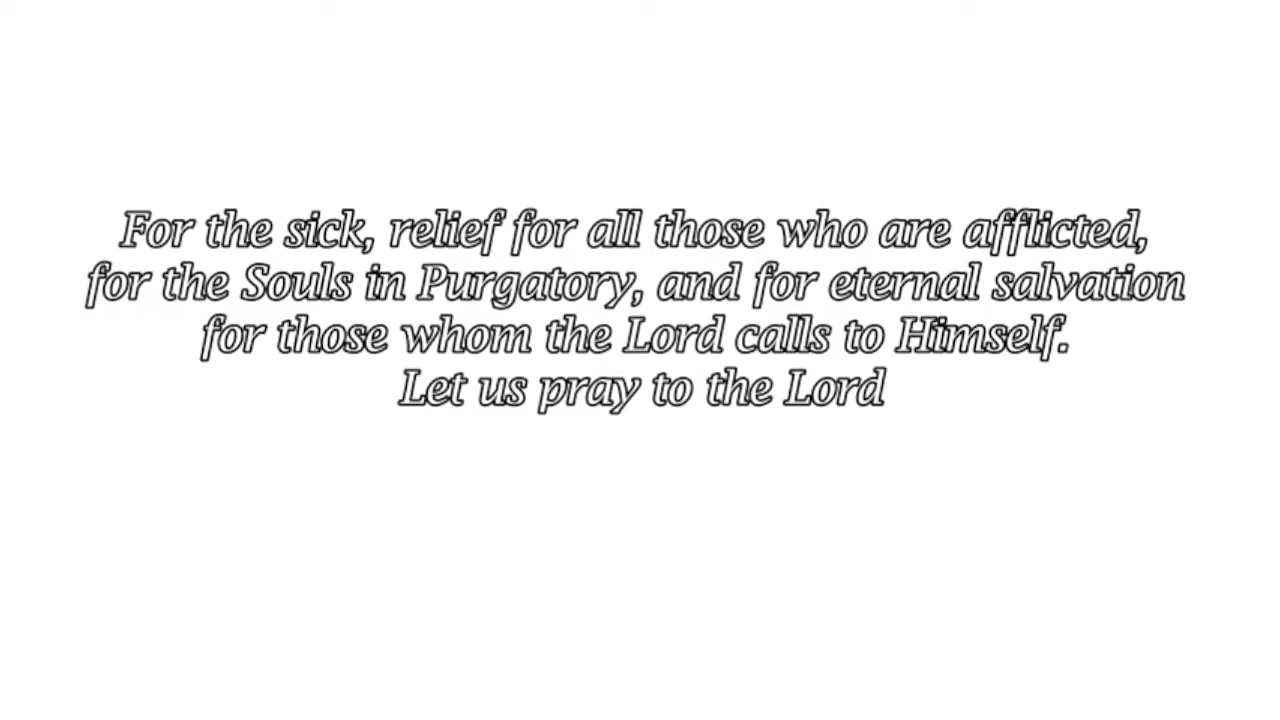 For the sick, relief for all those who are afflicted,
for the Souls in Purgatory, and for eternal salvation
for those whom the Lord calls to Himself.
Let us pray to the Lord